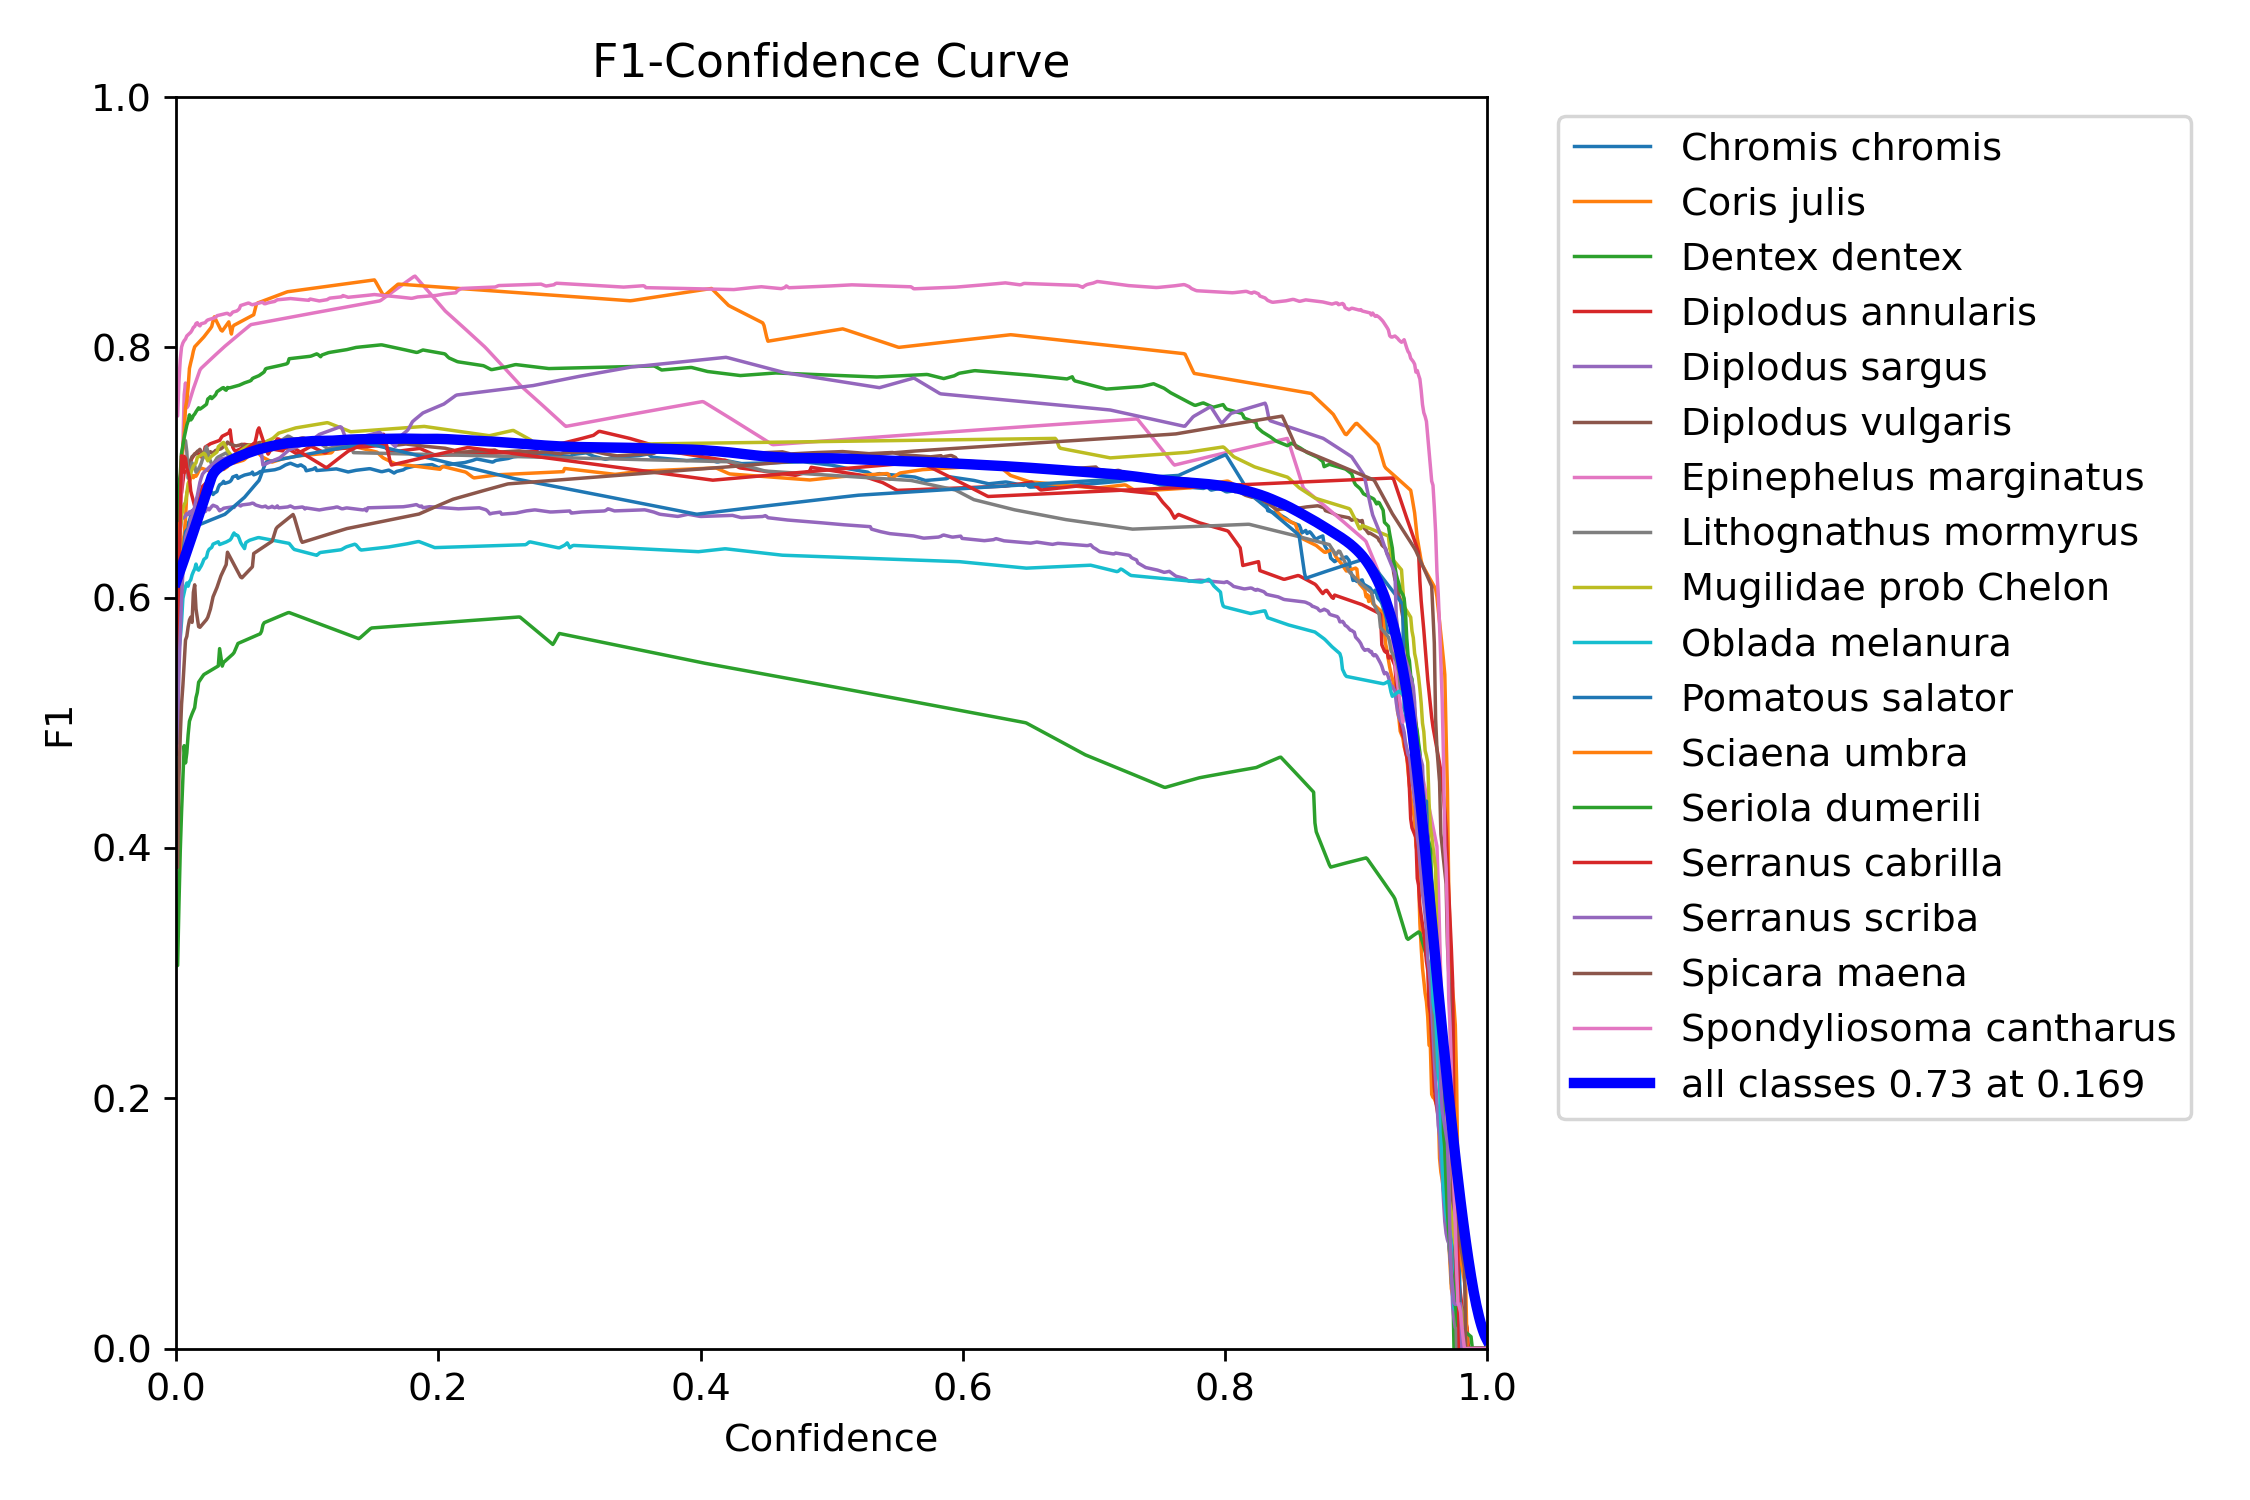 F1-Confidence Curve
1.0
0.8
0.6
0.4
0.2
0.0
F1
0.0 0.2 0.4 0.6 0.8 1.0
Confidence
Chromis chromis
Coris julis
Dentex dentex
Diplodus annularis
Diplodus sargus
Diplodus vulgaris
Epinephelus marginatus
Lithognathus mormyrus
Mugilidae prob Chelon
Oblada melanura
Pomatous salator
Sciaena umbra
Seriola dumerili
Serranus cabrilla
Serranus scriba
Spicara maena
Spondyliosoma cantharus
all classes 0.73 at 0.169